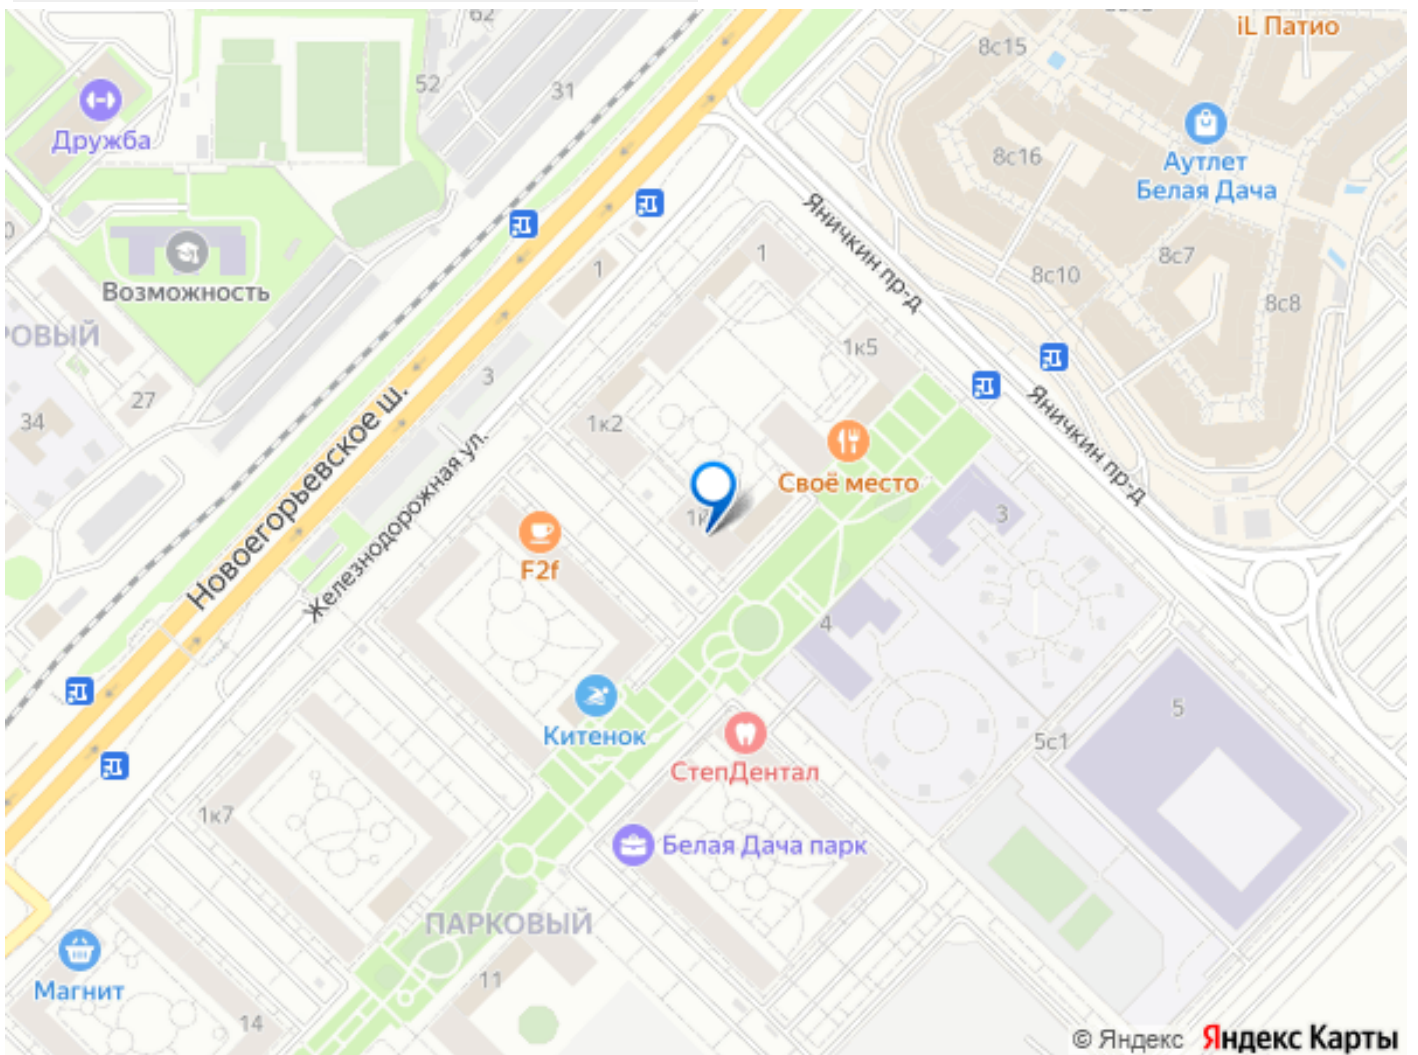 62
iL Патио
8с15
52
31
Дружба
Аутлет
Белая Дача
8с16
Яничкин пр-д
1
8с7
8с10
8с8
Возможность
1
РОВЫЙ
3
1к5
27
34
1к2
Новоегорьевское ш.
Железнодорожная ул.
Яничкин пр-д
Своё место
3
F2f
4
5
Китенок
5с1
СтепДентал
1к7
Белая Дача парк
ПАРКОВЫЙ
11
Магнит
14
© Яндекс Яндекс Карты